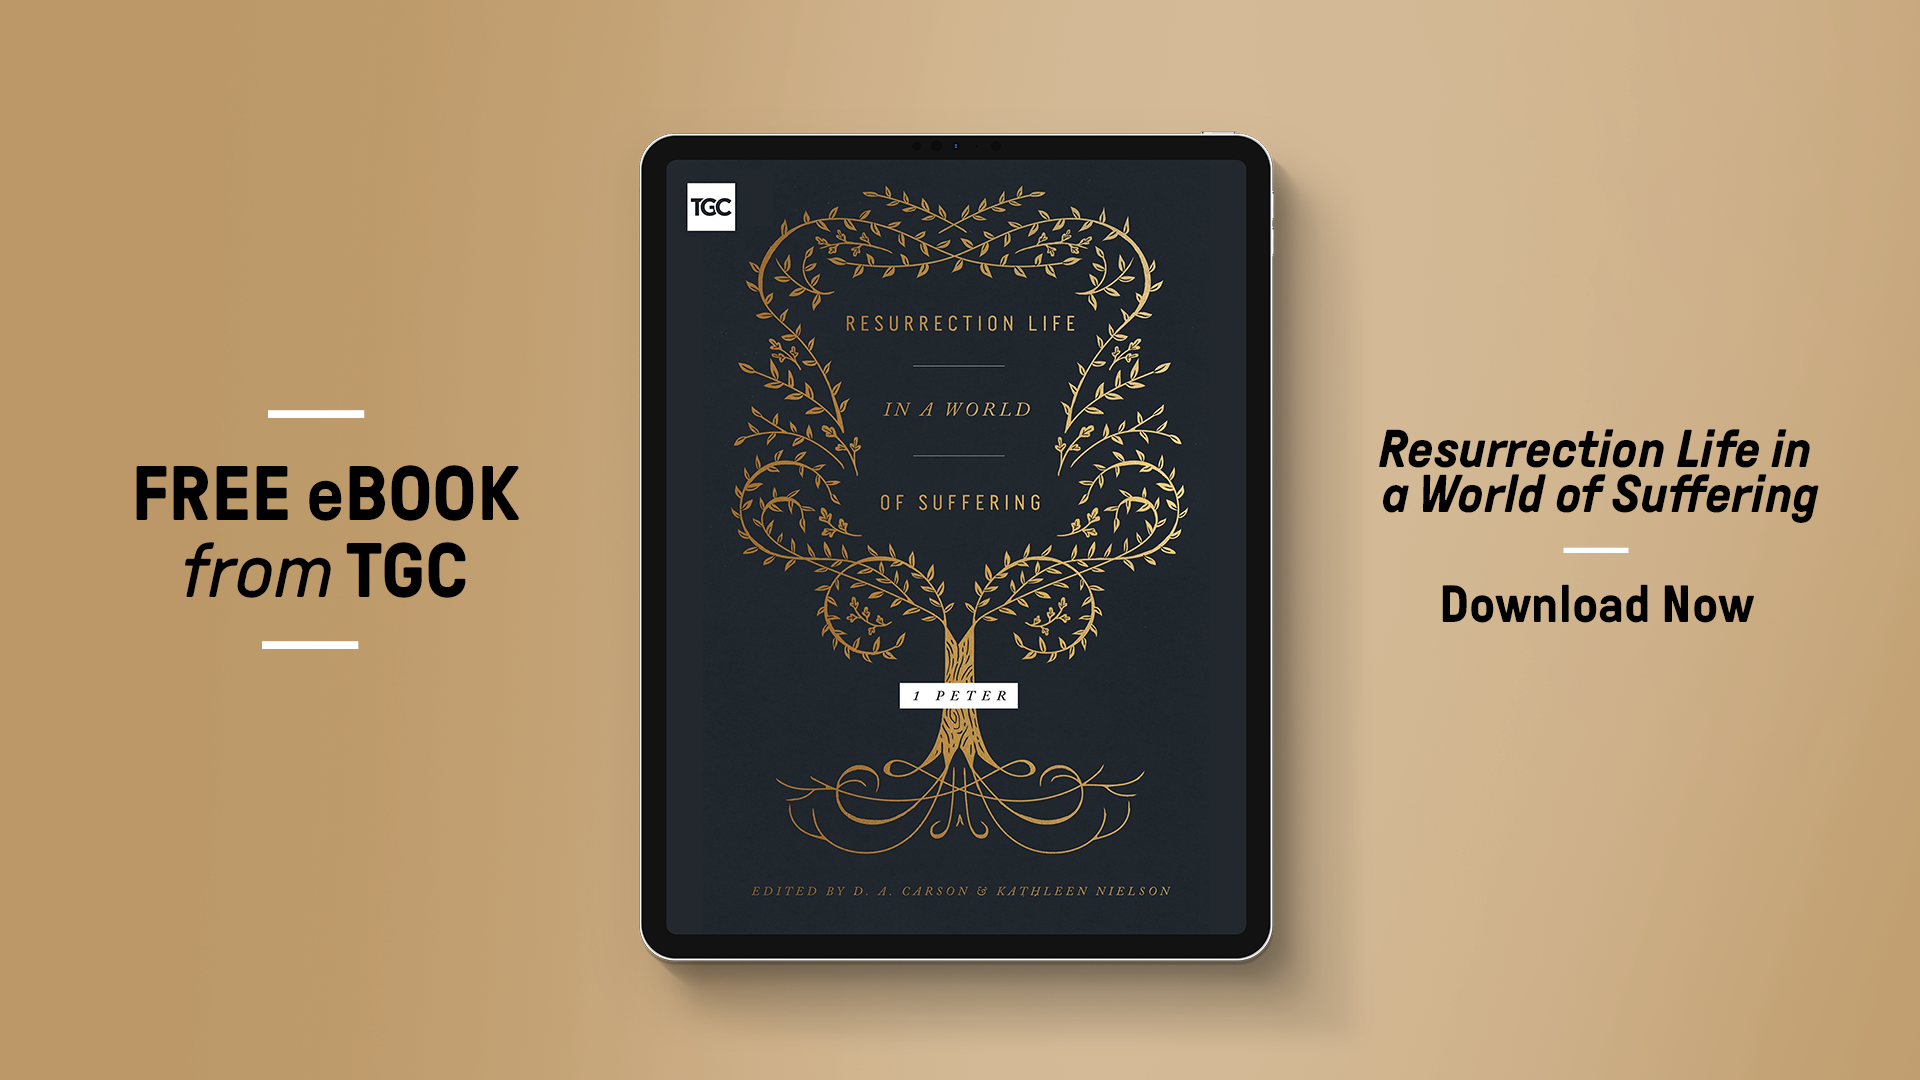 FREE eBOOK
from TGC
TGC
RESURRECTION LIFE
IN A WORLD
OF SUFFERING
1 PETER
EDITED BY D. A. CARSON & KATHLEEN NIELSON
Resurrection Life in
a World of Suffering
Download Now